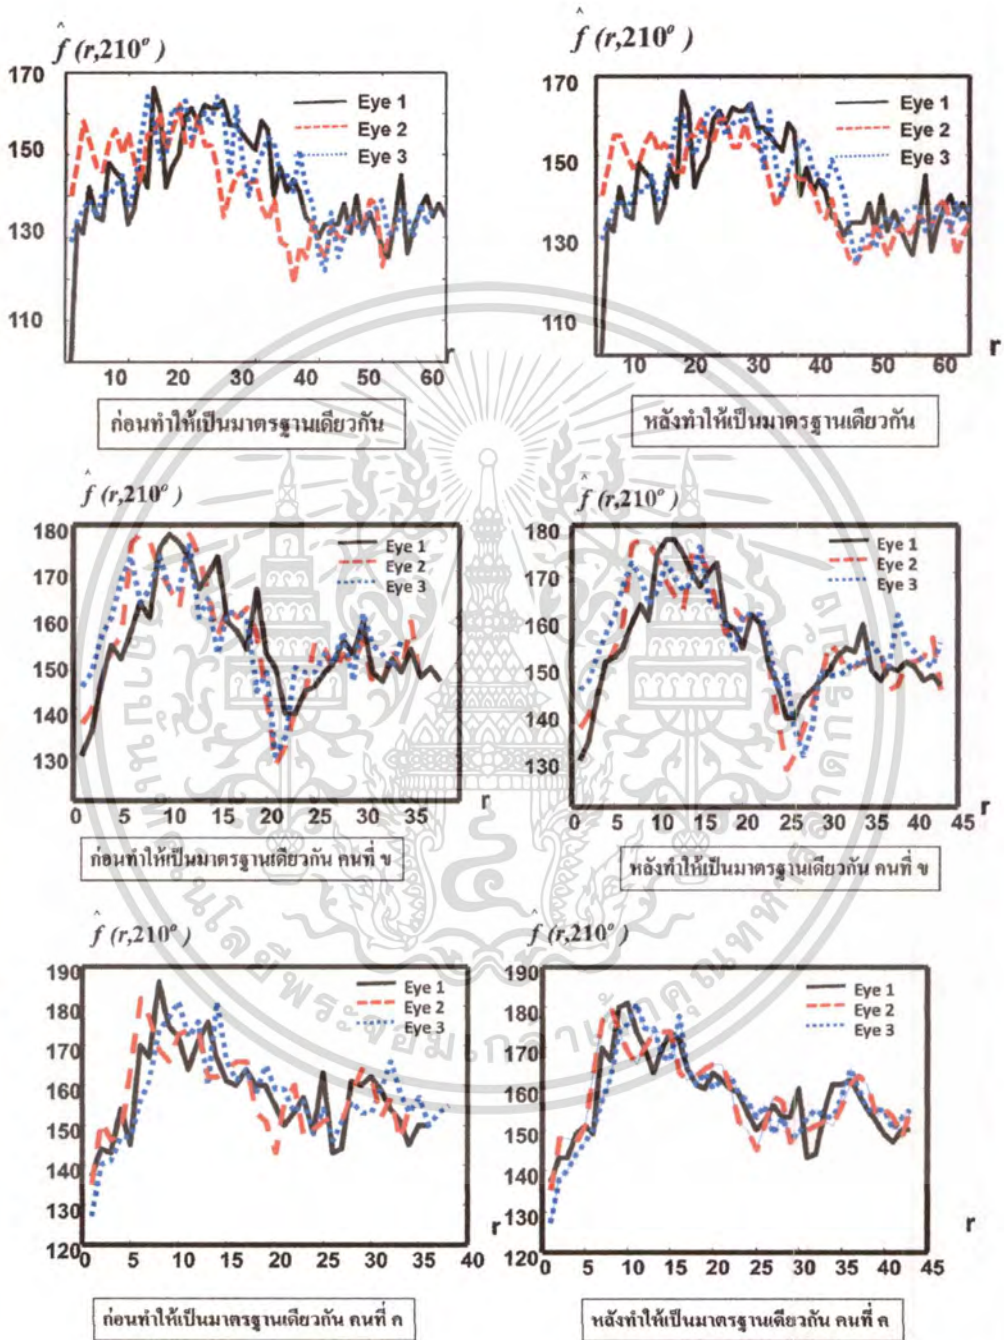 f̂ (r,210°)
f̂ (r,210°)
170
150
130
110
10 20 30 40 50 60
r
Eye 1
Eye 2
Eye 3
170
150
130
110
10 20 30 40 50 60
r
Eye 1
Eye 2
Eye 3
ก่อนทำให้เป็นมาตรฐานเดียวกัน
หลังทำให้เป็นมาตรฐานเดียวกัน
f̂ (r,210°)
f̂ (r,210°)
180
170
160
150
140
130
0 5 10 15 20 25 30 35
r
Eye 1
Eye 2
Eye 3
180
170
160
150
140
130
0 5 10 15 20 25 30 35 40 45
r
Eye 1
Eye 2
Eye 3
ก่อนทำให้เป็นมาตรฐานเดียวกัน คนที่ ข
หลังทำให้เป็นมาตรฐานเดียวกัน คนที่ ข
f̂ (r,210°)
f̂ (r,210°)
190
180
170
160
150
140
130
120
0 5 10 15 20 25 30 35 40
r
Eye 1
Eye 2
Eye 3
190
180
170
160
150
140
130
120
0 5 10 15 20 25 30 35 40 45
r
Eye 1
Eye 2
Eye 3
ก่อนทำให้เป็นมาตรฐานเดียวกัน คนที่ ค
หลังทำให้เป็นมาตรฐานเดียวกัน คนที่ ค